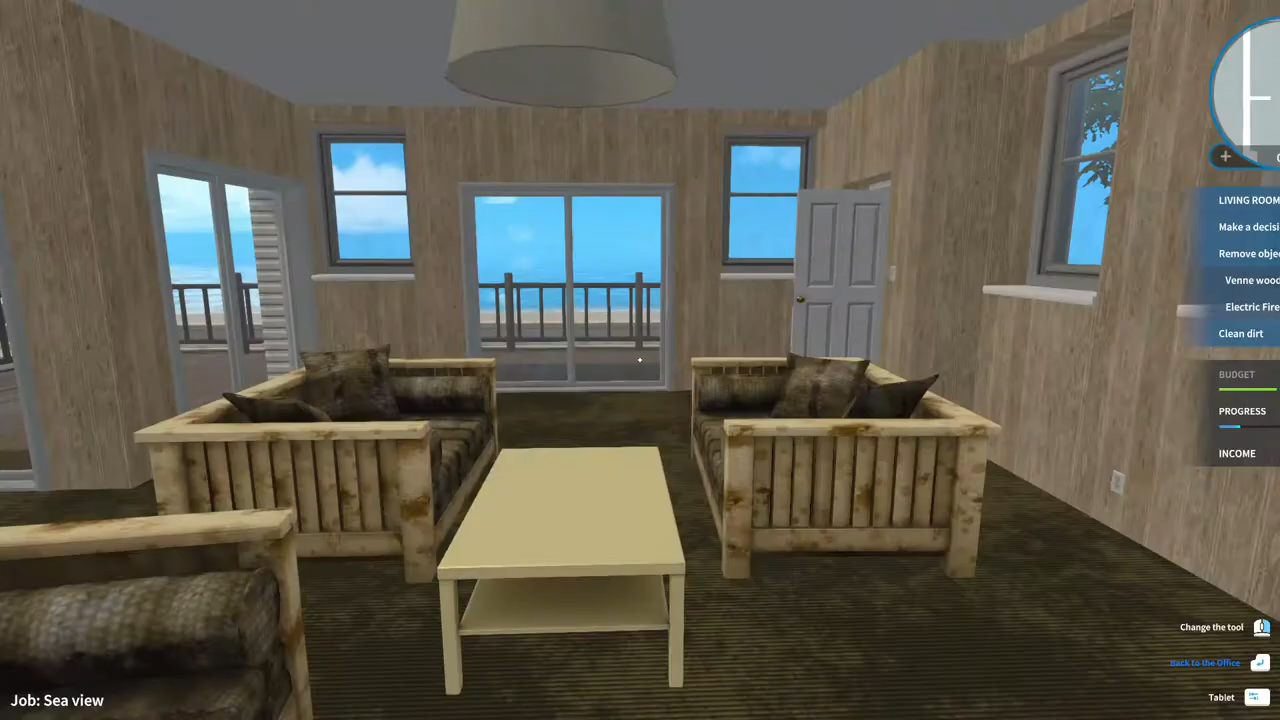 LIVING ROOM
Make a decisi
Remove obje
Venne wood
Electric Fire
Clean dirt
BUDGET
PROGRESS
INCOME
Change the tool
Back to the Office
Tablet
Job: Sea view